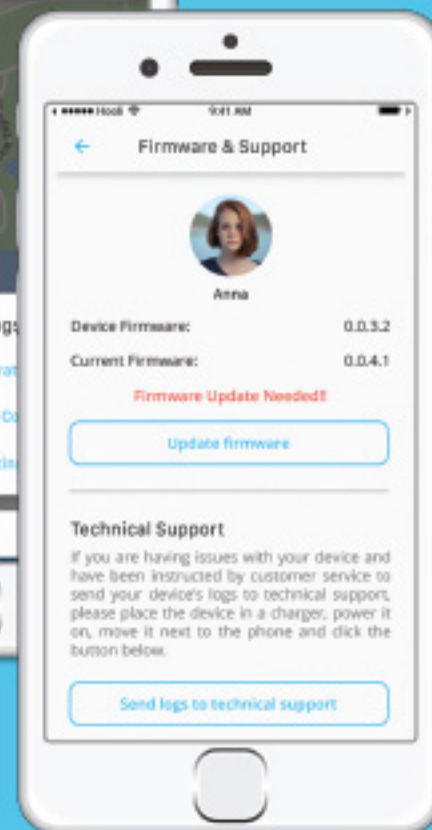 Hooli 9:41 AM
Firmware & Support
Anna
Device Firmware: 0.0.3.2
Current Firmware: 0.0.4.1
Firmware Update Needed!!
Update firmware
Technical Support
If you are having issues with your device and
have been instructed by customer service to
send your device's logs to technical support,
please place the device in a charger, power it
on, move it next to the phone and click the
button below.
Send logs to technical support